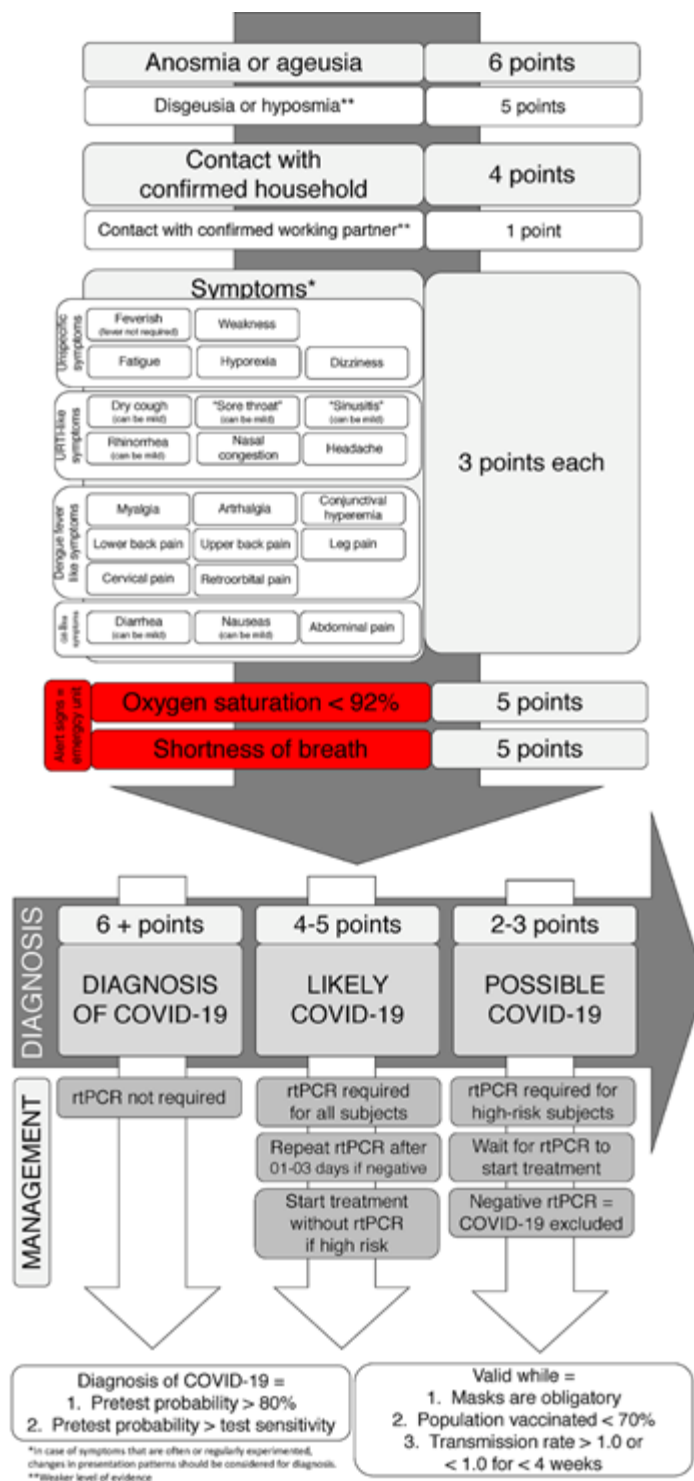 Anosmia or ageusia
6 points
Disgeusia or hyposmia**
5 points
Contact with
confirmed household
4 points
Contact with confirmed working partner**
1 point
Symptoms*
3 points each
Unspecific
symptoms
Feverish
(fever not required)
Weakness
Fatigue
Hyporexia
Dizziness
URTI-like
symptoms
Dry cough
(can be mild)
"Sore throat"
(can be mild)
"Sinusitis"
(can be mild)
Rhinorrhea
(can be mild)
Nasal
congestion
Headache
Dengue fever
like symptoms
Myalgia
Artrhalgia
Conjunctival
hyperemia
Lower back pain
Upper back pain
Leg pain
Cervical pain
Retroorbital pain
GI-like
symptoms
Diarrhea
(can be mild)
Nauseas
(can be mild)
Abdominal pain
Alert signs =
emergcy unit
Oxygen saturation < 92%
5 points
Shortness of breath
5 points
DIAGNOSIS
6 + points
4-5 points
2-3 points
DIAGNOSIS
OF COVID-19
LIKELY
COVID-19
POSSIBLE
COVID-19
MANAGEMENT
rtPCR not required
rtPCR required
for all subjects
Repeat rtPCR after
01-03 days if negative
Start treatment
without rtPCR
if high risk
rtPCR required for
high-risk subjects
Wait for rtPCR to
start treatment
Negative rtPCR =
COVID-19 excluded
Diagnosis of COVID-19 =
1. Pretest probability > 80%
2. Pretest probability > test sensitivity
Valid while =
1. Masks are obligatory
2. Population vaccinated < 70%
3. Transmission rate > 1.0 or
< 1.0 for < 4 weeks
*In case of symptoms that are often or regularly experimented,
changes in presentation patterns should be considered for diagnosis.
**Weaker level of evidence